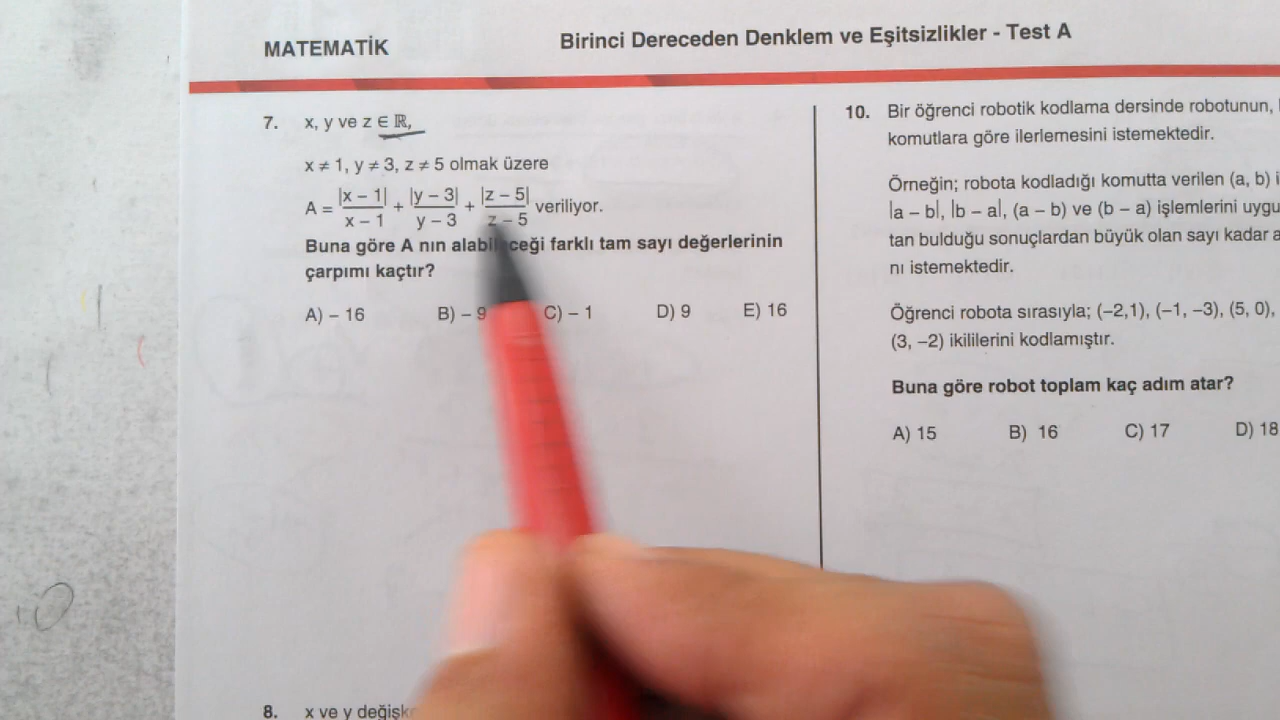 MATEMATİK
Birinci Dereceden Denklem ve Eşitsizlikler - Test A
7. x, y ve z ∈ ℝ,
x ≠ 1, y ≠ 3, z ≠ 5 olmak üzere
A = |x – 1| / x – 1 + |y – 3| / y – 3 + |z – 5| / z – 5 veriliyor.
Buna göre A nın alabileceği farklı tam sayı değerlerinin
çarpımı kaçtır?
A) – 16 B) – 9 C) – 1 D) 9 E) 16
8. x ve y
10. Bir öğrenci robotik kodlama dersinde robotunun,
komutlara göre ilerlemesini istemektedir.
Örneğin; robota kodladığı komutta verilen (a, b)
|a – b|, |b – a|, (a – b) ve (b – a) işlemlerini
tan bulduğu sonuçlardan büyük olan sayı kadar
nı istemektedir.
Öğrenci robota sırasıyla; (–2,1), (–1, –3), (5, 0),
(3, –2) ikililerini kodlamıştır.
Buna göre robot toplam kaç adım atar?
A) 15 B) 16 C) 17 D) 18